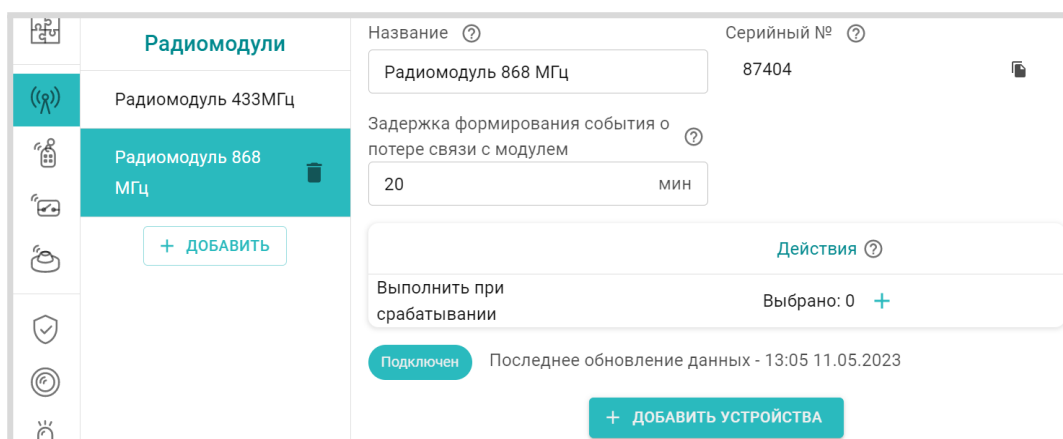 Радиомодули
Радиомодуль 433МГц
Радиомодуль 868
МГц
+ ДОБАВИТЬ
Название ?
Радиомодуль 868 МГц
Серийный № ?
87404
Задержка формирования события о
потере связи с модулем ?
20 мин
Действия ?
Выполнить при
срабатывании
Выбрано: 0 +
Подключен
Последнее обновление данных - 13:05 11.05.2023
+ ДОБАВИТЬ УСТРОЙСТВА